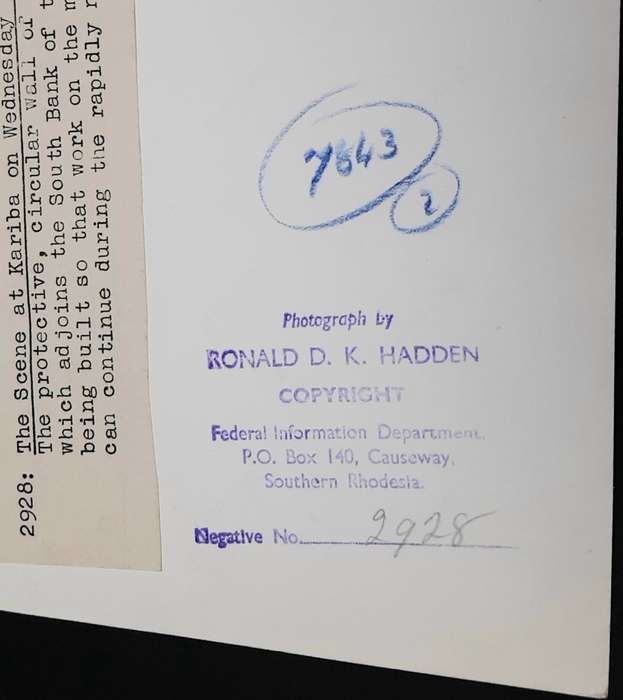 2928: The Scene at Kariba on Wednesday
The protective, circular wall of
which adjoins the South Bank of
being built so that work on the
can continue during the rapidly
7643
2
Photograph by
RONALD D. K. HADDEN
COPYRIGHT
Federal Information Department,
P.O. Box 140, Causeway,
Southern Rhodesia.
Negative No. 2928